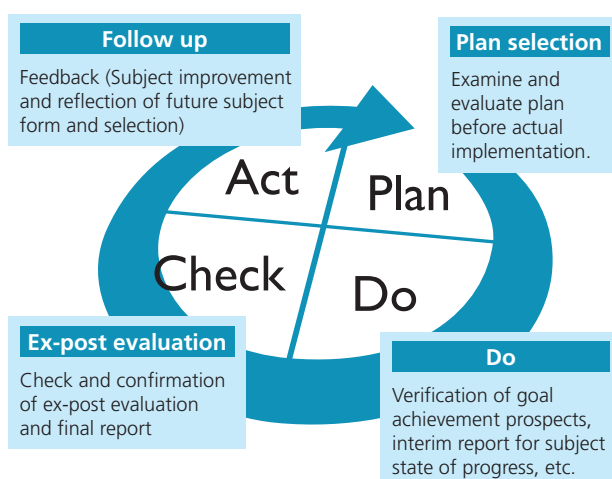 Follow up
Feedback (Subject improvement
and reflection of future subject
form and selection)
Plan selection
Examine and
evaluate plan
before actual
implementation.
Act
Plan
Check
Do
Ex-post evaluation
Check and confirmation
of ex-post evaluation
and final report
Do
Verification of goal
achievement prospects,
interim report for subject
state of progress, etc.